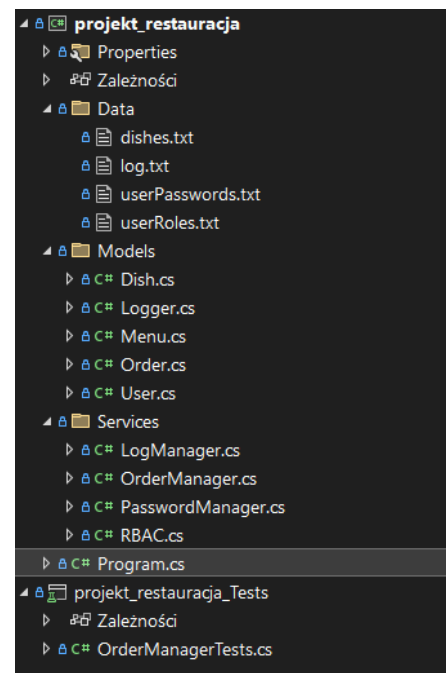 C# projekt_restauracja
Properties
Zależności
Data
dishes.txt
log.txt
userPasswords.txt
userRoles.txt
Models
C# Dish.cs
C# Logger.cs
C# Menu.cs
C# Order.cs
C# User.cs
Services
C# LogManager.cs
C# OrderManager.cs
C# PasswordManager.cs
C# RBAC.cs
C# Program.cs
projekt_restauracja_Tests
Zależności
C# OrderManagerTests.cs